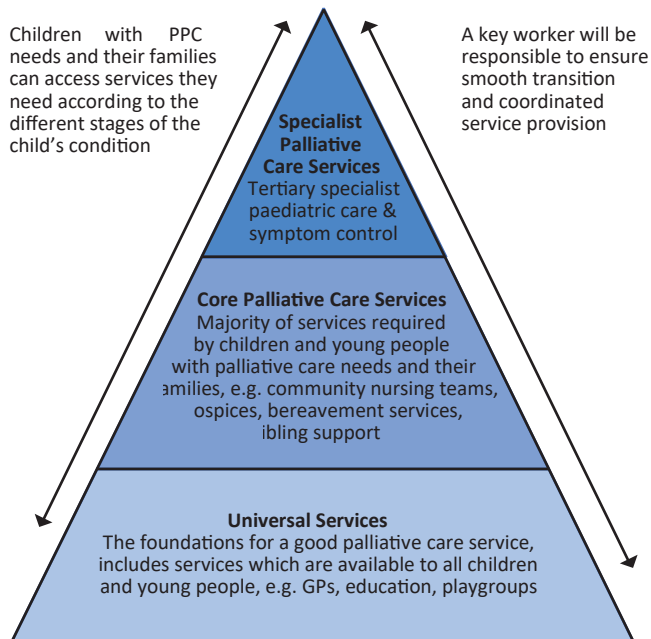 Children with PPC
needs and their families
can access services they
need according to the
different stages of the
child's condition
A key worker will be
responsible to ensure
smooth transition
and coordinated
service provision
Specialist
Palliative
Care Services
Tertiary specialist
paediatric care &
symptom control
Core Palliative Care Services
Majority of services required
by children and young people
with palliative care needs and their
amilies, e.g. community nursing teams,
ospices, bereavement services,
ibling support
Universal Services
The foundations for a good palliative care service,
includes services which are available to all children
and young people, e.g. GPs, education, playgroups